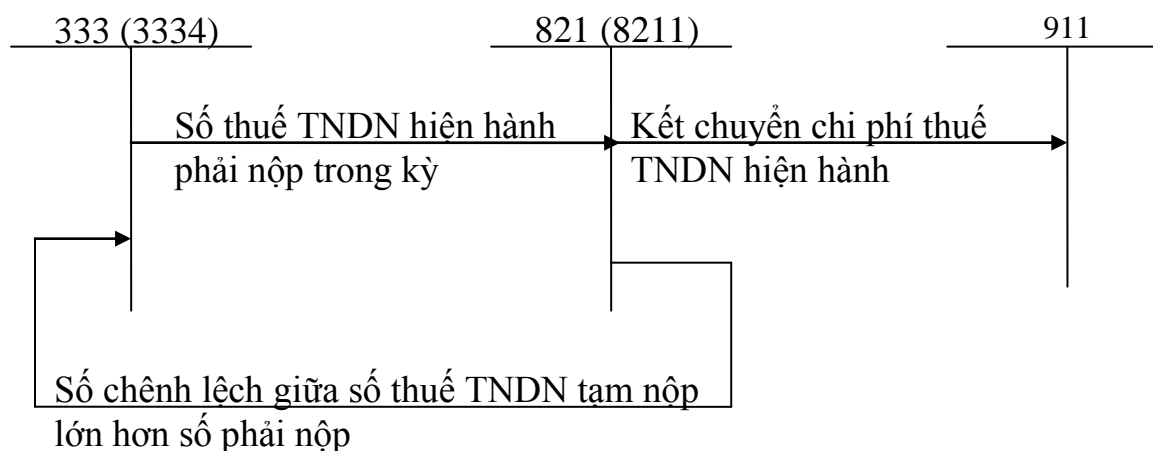 333 (3334) 821 (8211) 911
Số thuế TNDN hiện hành
phải nộp trong kỳ
Kết chuyển chi phí thuế
TNDN hiện hành
Số chênh lệch giữa số thuế TNDN tạm nộp
lớn hơn số phải nộp